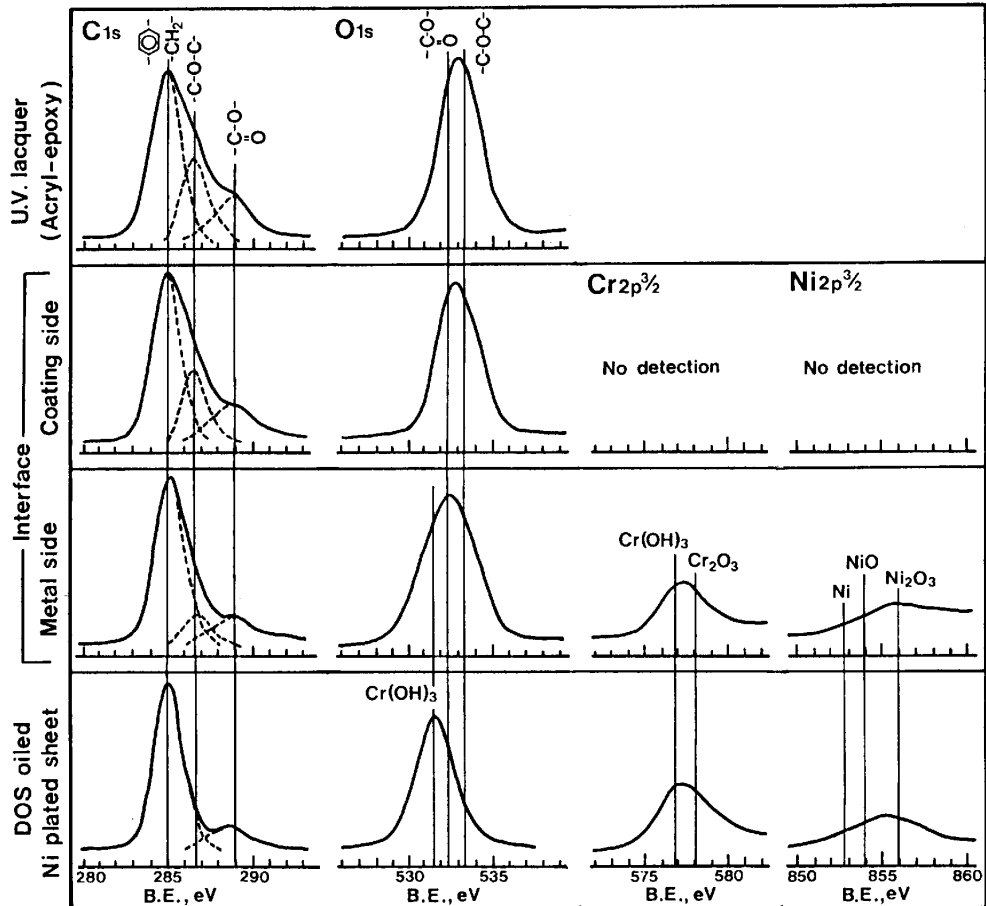 C1s
-CH2
-C-O-C-
-C-O-
=O
O1s
-C-O-
=O
-C-O-C-
U.V. lacquer
(Acryl-epoxy)
Interface
Coating side
Cr2p3/2
No detection
Ni2p3/2
No detection
Metal side
Cr(OH)3
Cr2O3
Ni
NiO
Ni2O3
DOS oiled
Ni plated sheet
Cr(OH)3
280 285 290
B.E., eV
530 535
B.E., eV
575 580
B.E., eV
850 855 860
B.E., eV